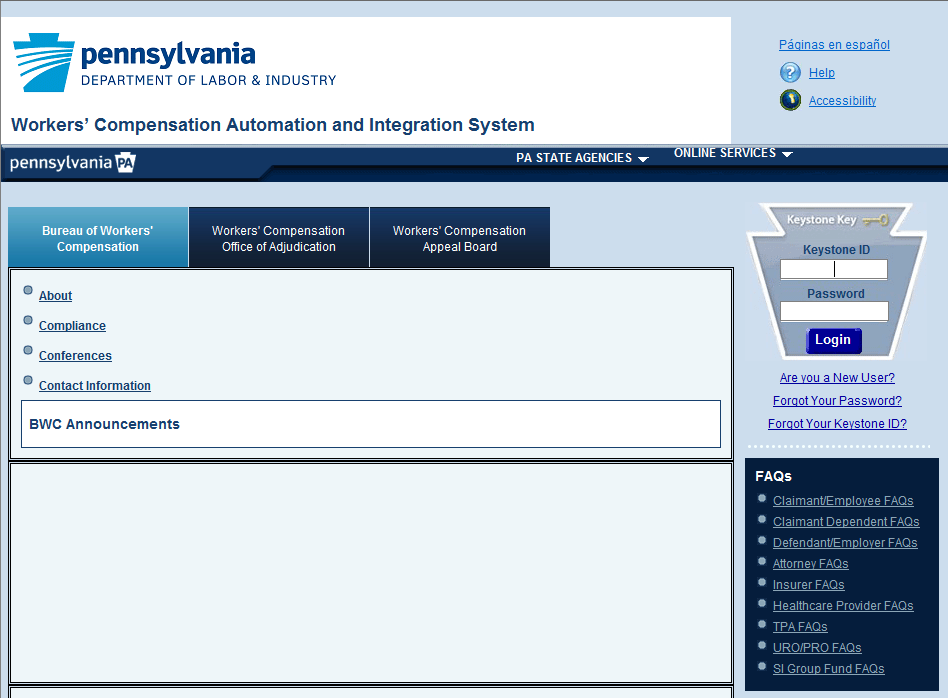 pennsylvania
DEPARTMENT OF LABOR & INDUSTRY
Workers' Compensation Automation and Integration System
Páginas en español
Help
Accessibility
pennsylvania PA
PA STATE AGENCIES
ONLINE SERVICES
Bureau of Workers'
Compensation
Workers' Compensation
Office of Adjudication
Workers' Compensation
Appeal Board
About
Compliance
Conferences
Contact Information
BWC Announcements
Keystone Key
Keystone ID
Password
Login
Are you a New User?
Forgot Your Password?
Forgot Your Keystone ID?
FAQs
Claimant/Employee FAQs
Claimant Dependent FAQs
Defendant/Employer FAQs
Attorney FAQs
Insurer FAQs
Healthcare Provider FAQs
TPA FAQs
URO/PRO FAQs
SI Group Fund FAQs